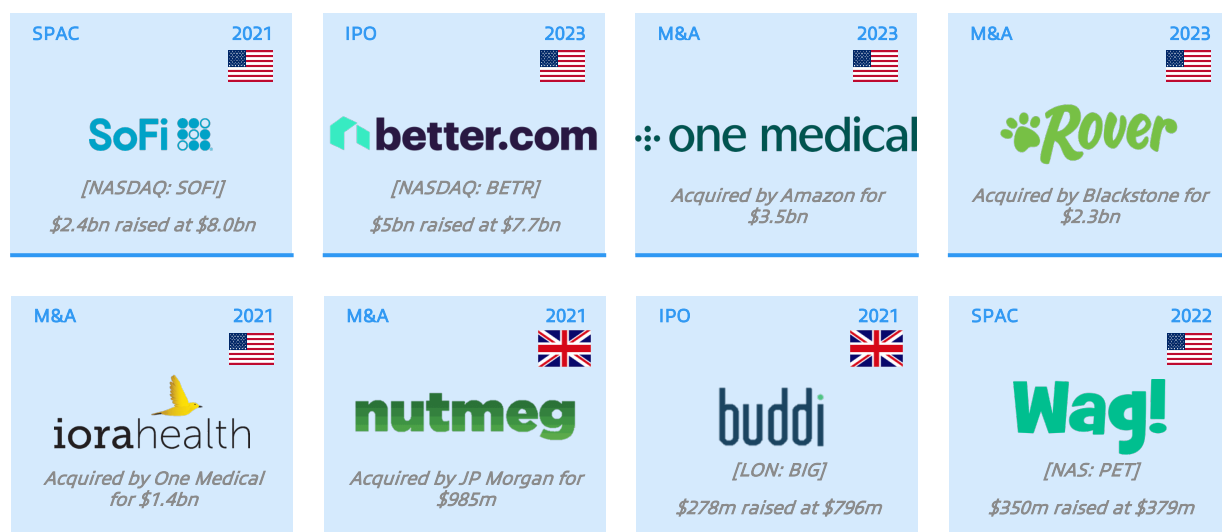 SPAC 2021
SoFi
[NASDAQ: SOFI]
$2.4bn raised at $8.0bn
IPO 2023
better.com
[NASDAQ: BETR]
$5bn raised at $7.7bn
M&A 2023
one medical
Acquired by Amazon for
$3.5bn
M&A 2023
Rover
Acquired by Blackstone for
$2.3bn
M&A 2021
iorahealth
Acquired by One Medical
for $1.4bn
M&A 2021
nutmeg
Acquired by JP Morgan for
$985m
IPO 2021
buddi
[LON: BIG]
$278m raised at $796m
SPAC 2022
Wag!
[NAS: PET]
$350m raised at $379m